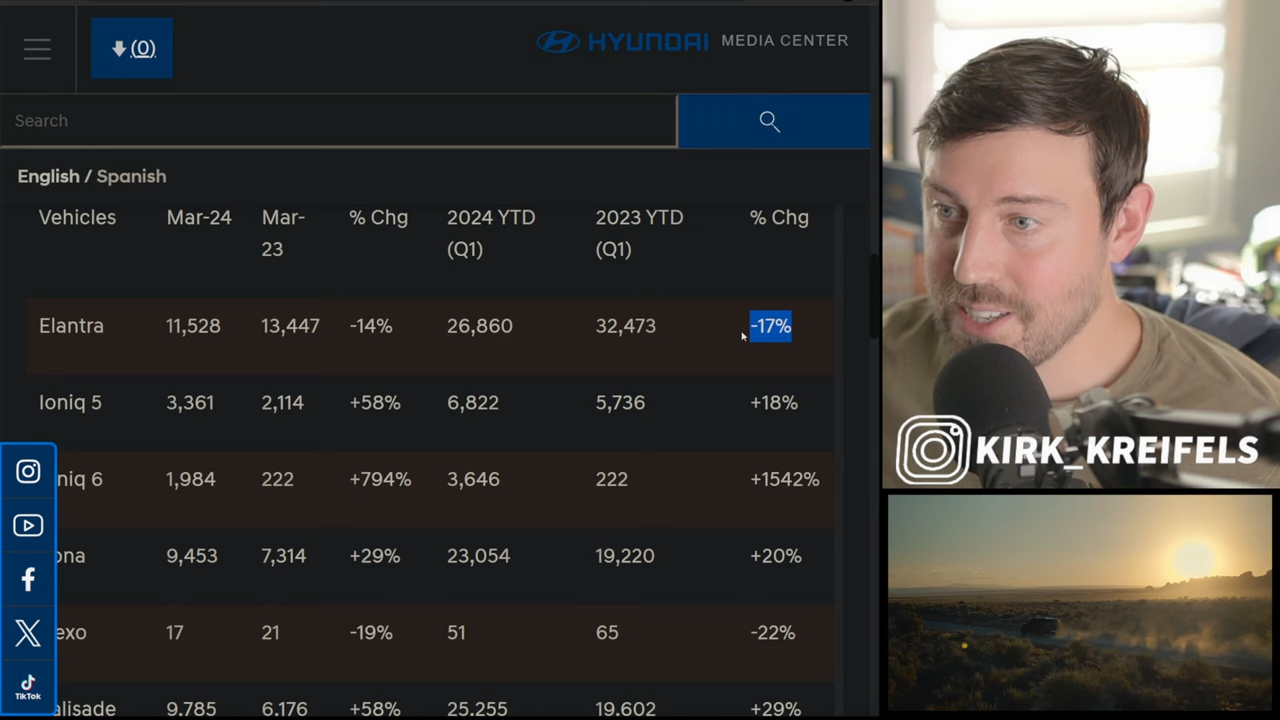 (0)
HYUNDAI MEDIA CENTER
Search
English / Spanish
Vehicles Mar-24 Mar- % Chg 2024 YTD 2023 YTD % Chg
23 (Q1) (Q1)
Elantra 11,528 13,447 -14% 26,860 32,473 -17%
Ioniq 5 3,361 2,114 +58% 6,822 5,736 +18%
niq 6 1,984 222 +794% 3,646 222 +1542%
ona 9,453 7,314 +29% 23,054 19,220 +20%
exo 17 21 -19% 51 65 -22%
alisade 9,785 6,176 +58% 25,255 19,602 +29%
TikTok
KIRK_KREIFELS